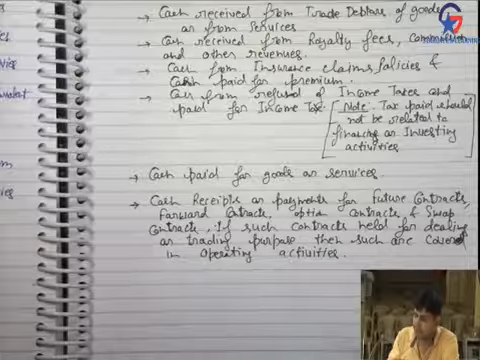 → Cash received from Trade Debtors of goods
or from services
→ Cash received from Royalty fees, commission
and other revenues.
→ Cash from Insurance claims, policies &
Cash paid for premium.
→ Cash from refund of Income Taxes and
paid for Income Tax.
[Note: Tax paid should
not be related to
financing or Investing
activities]
→ Cash paid for goods or services.
→ Cash Receipts or payments for Future Contracts,
Forward Contracts, option contracts & Swap
Contracts, If such contracts held for dealing
or trading purpose then such are covered
in operating activities.